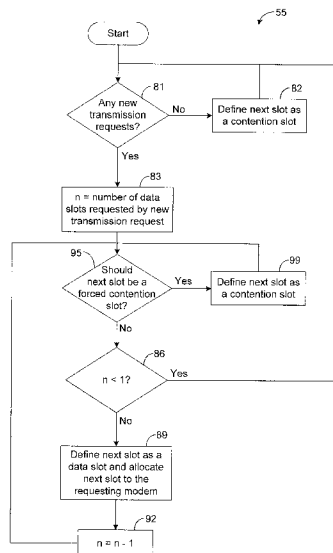 55
Start
81
Any new
transmission
requests?
No
82
Define next slot as
a contention slot
Yes
83
n = number of data
slots requested by new
transmission request
95
Should
next slot be a
forced contention
slot?
Yes
99
Define next slot as
a contention slot
No
86
n < 1?
Yes
No
89
Define next slot as a
data slot and allocate
next slot to the
requesting modem
92
n = n - 1